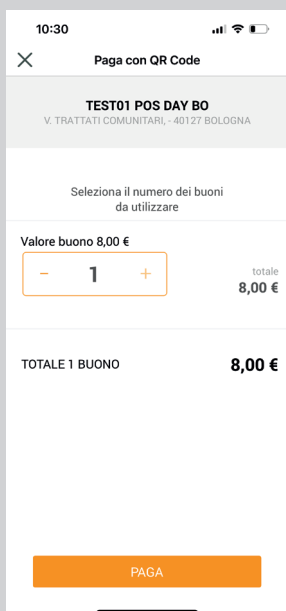 10:30
Paga con QR Code
TEST01 POS DAY BO
V. TRATTATI COMUNITARI, - 40127 BOLOGNA
Seleziona il numero dei buoni
da utilizzare
Valore buono 8,00 €
- 1 +
totale
8,00 €
TOTALE 1 BUONO 8,00 €
PAGA